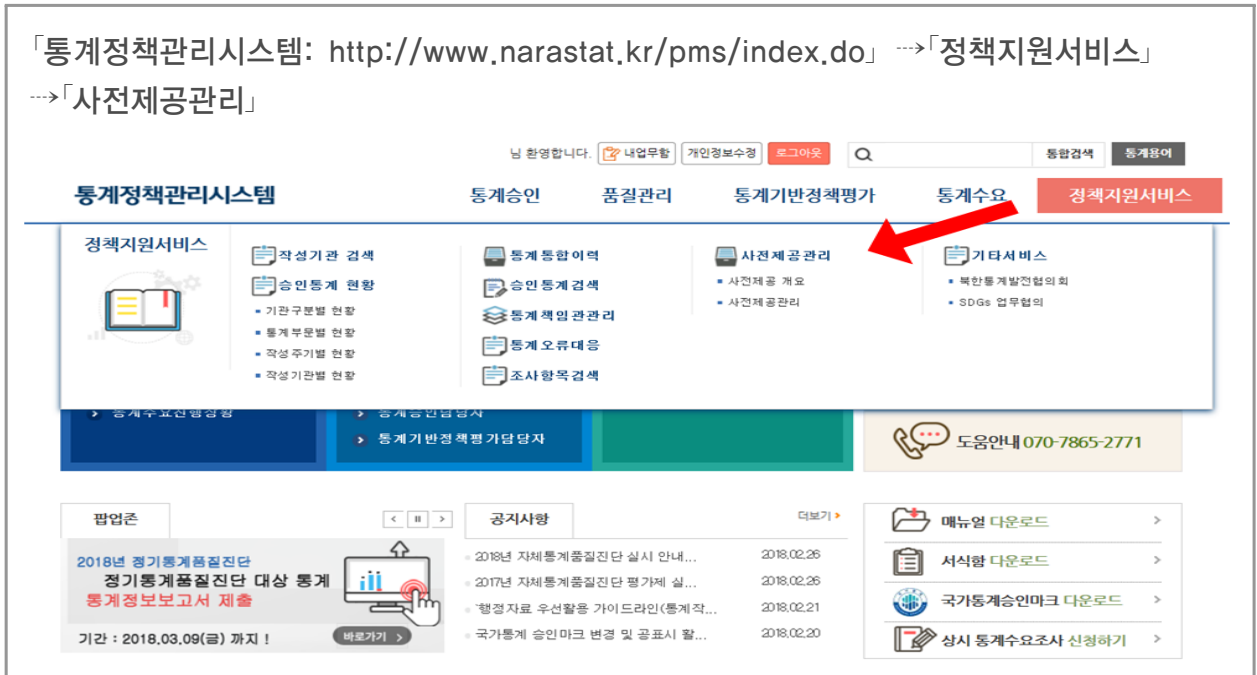 「통계정책관리시스템: http://www.narastat.kr/pms/index.do」 ┈→「정책지원서비스」
┈→「사전제공관리」
님 환영합니다. 내업무함 개인정보수정 로그아웃 통합검색 통계용어
통계정책관리시스템 통계승인 품질관리 통계기반정책평가 통계수요 정책지원서비스
정책지원서비스
작성기관 검색
승인통계 현황
▪ 기관구분별 현황
▪ 통계부문별 현황
▪ 작성주기별 현황
▪ 작성기관별 현황
통계통합이력
승인통계검색
통계책임관관리
통계오류대응
조사항목검색
사전제공관리
▪ 사전제공 개요
▪ 사전제공관리
기타서비스
▪ 북한통계발전협의회
▪ SDGs 업무협의
통계수요진행상황
통계승인담당자
통계기반정책평가담당자
도움안내 070-7865-2771
팝업존
2018년 정기통계품질진단
정기통계품질진단 대상 통계
통계정보보고서 제출
기간 : 2018.03.09(금) 까지 !
바로가기 >
공지사항 더보기
2018년 자체통계품질진단 실시 안내... 2018.02.26
2017년 자체통계품질진단 평가제 실... 2018.02.26
「행정자료 우선활용 가이드라인(통계작... 2018.02.21
국가통계 승인마크 변경 및 공표시 활... 2018.02.20
매뉴얼 다운로드 >
서식함 다운로드 >
국가통계승인마크 다운로드 >
상시 통계수요조사 신청하기 >